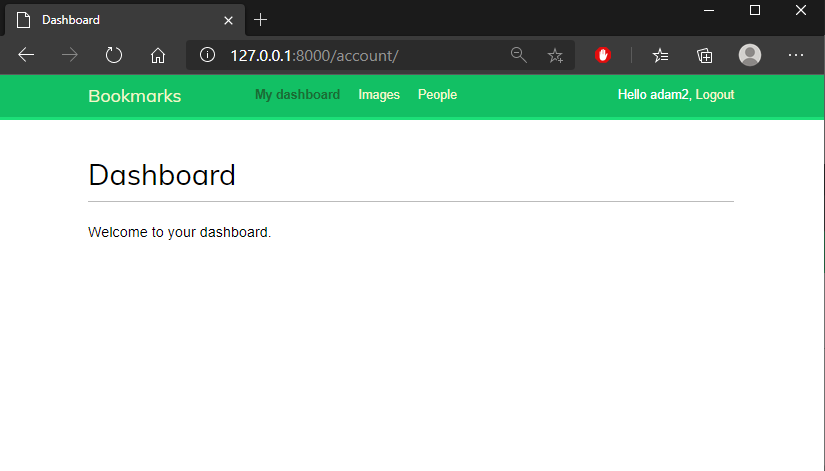 Dashboard
127.0.0.1:8000/account/
Bookmarks My dashboard Images People Hello adam2, Logout
Dashboard
Welcome to your dashboard.